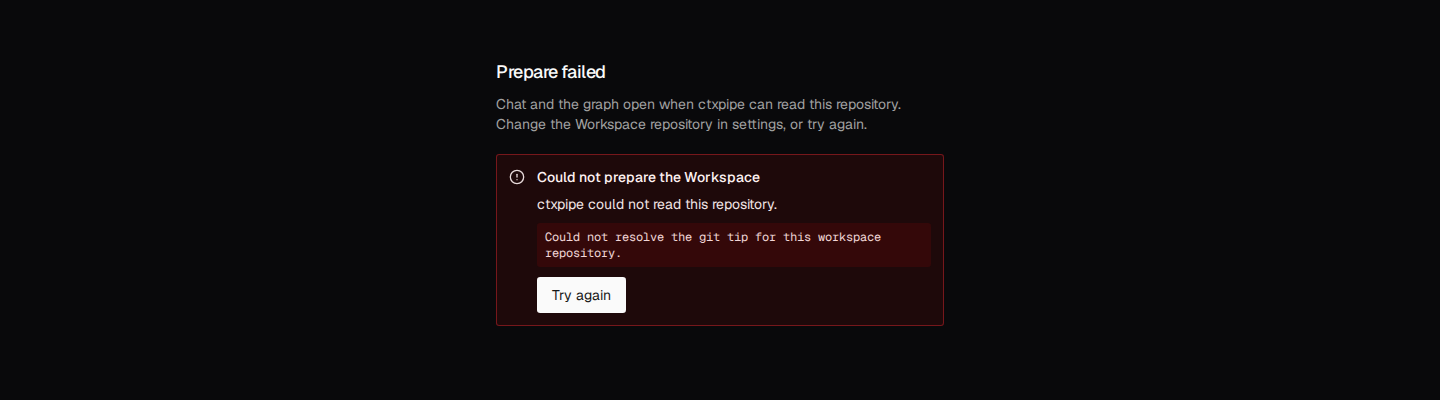 Prepare failed
Chat and the graph open when ctxpipe can read this repository.
Change the Workspace repository in settings, or try again.
Could not prepare the Workspace
ctxpipe could not read this repository.
Could not resolve the git tip for this workspace
repository.
Try again